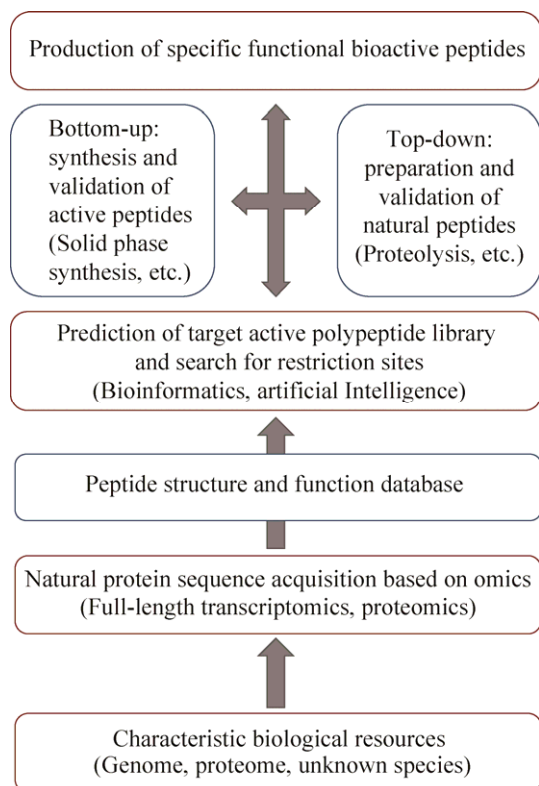 Production of specific functional bioactive peptides
Bottom-up:
synthesis and
validation of
active peptides
(Solid phase
synthesis, etc.)
Top-down:
preparation and
validation of
natural peptides
(Proteolysis, etc.)
Prediction of target active polypeptide library
and search for restriction sites
(Bioinformatics, artificial Intelligence)
Peptide structure and function database
Natural protein sequence acquisition based on omics
(Full-length transcriptomics, proteomics)
Characteristic biological resources
(Genome, proteome, unknown species)